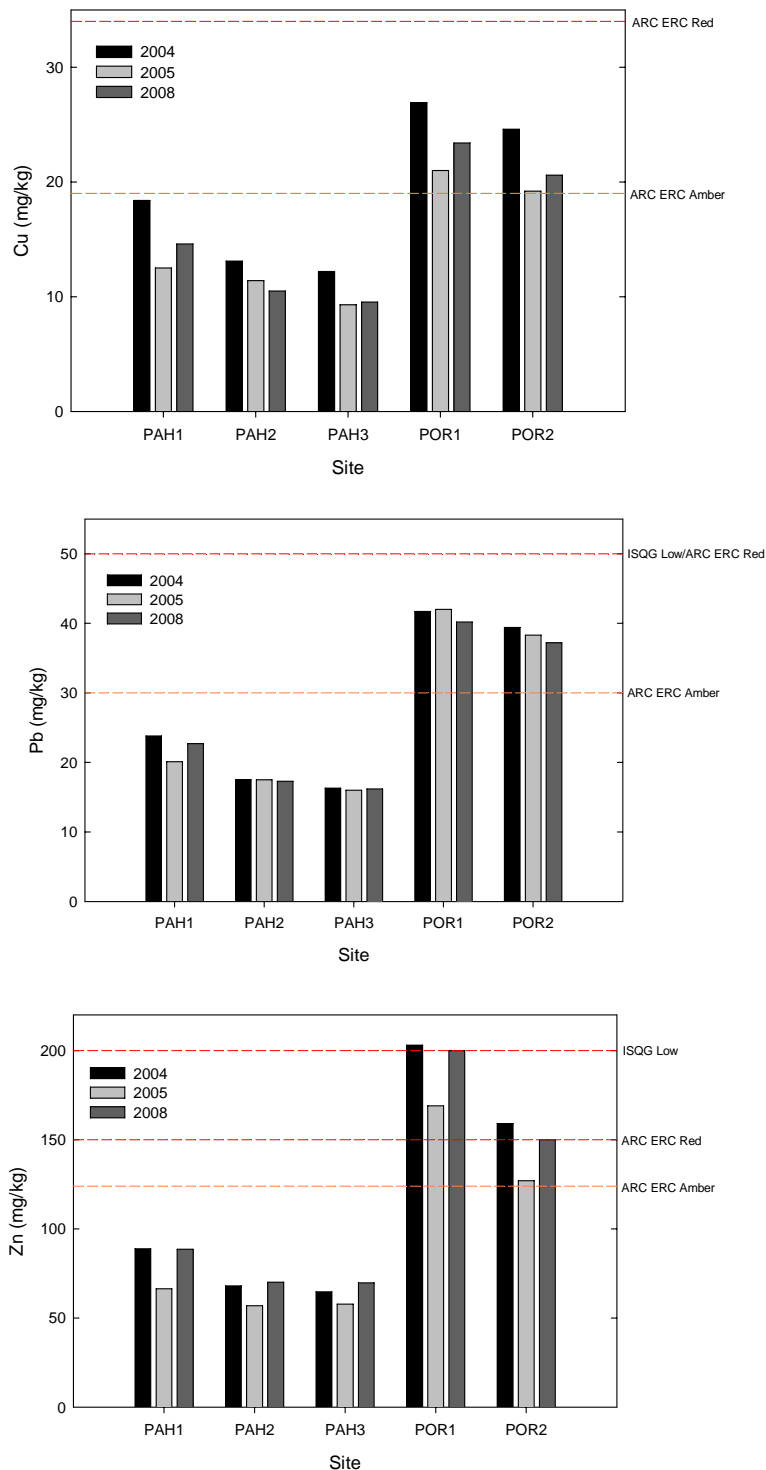 ARC ERC Red
30
2004
2005
2008
20
ARC ERC Amber
Cu (mg/kg)
10
0
PAH1 PAH2 PAH3 POR1 POR2
Site
50
ISQG Low/ARC ERC Red
2004
2005
2008
40
30
ARC ERC Amber
Pb (mg/kg)
20
10
0
PAH1 PAH2 PAH3 POR1 POR2
Site
200
ISQG Low
2004
2005
2008
150
ARC ERC Red
ARC ERC Amber
Zn (mg/kg)
100
50
0
PAH1 PAH2 PAH3 POR1 POR2
Site